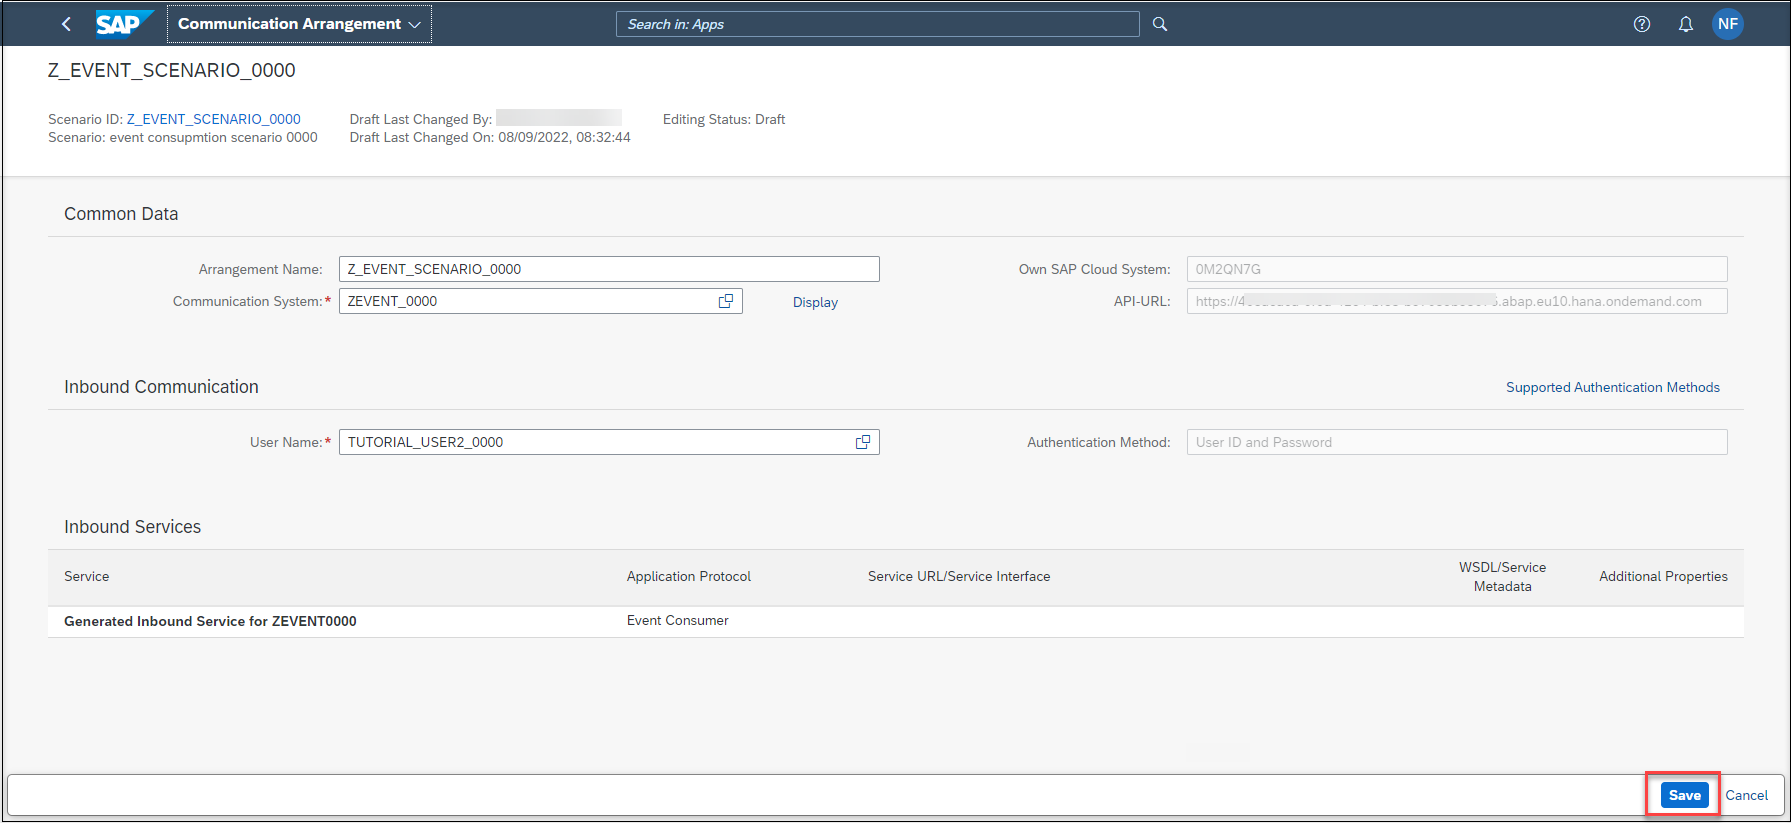 SAP Communication Arrangement Search in: Apps NF
Z_EVENT_SCENARIO_0000
Scenario ID: Z_EVENT_SCENARIO_0000 Draft Last Changed By: Editing Status: Draft
Scenario: event consupmtion scenario 0000 Draft Last Changed On: 08/09/2022, 08:32:44
Common Data
Arrangement Name: Z_EVENT_SCENARIO_0000 Own SAP Cloud System: 0M2QN7G
Communication System:* ZEVENT_0000 Display API-URL: https:// .abap.eu10.hana.ondemand.com
Inbound Communication Supported Authentication Methods
User Name:* TUTORIAL_USER2_0000 Authentication Method: User ID and Password
Inbound Services
Service Application Protocol Service URL/Service Interface WSDL/Service Metadata Additional Properties
Generated Inbound Service for ZEVENT0000 Event Consumer
Save Cancel